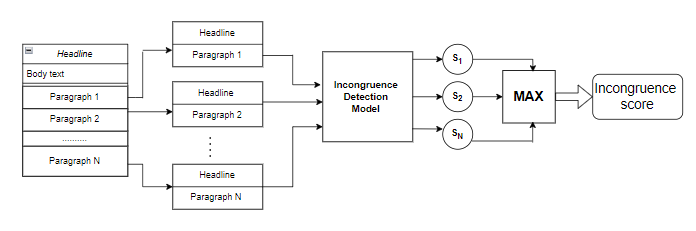 Headline
Body text
Paragraph 1
Paragraph 2
..........
Paragraph N
Headline
Paragraph 1
Headline
Paragraph 2
Headline
Paragraph N
Incongruence
Detection
Model
S1
S2
SN
MAX
Incongruence
score